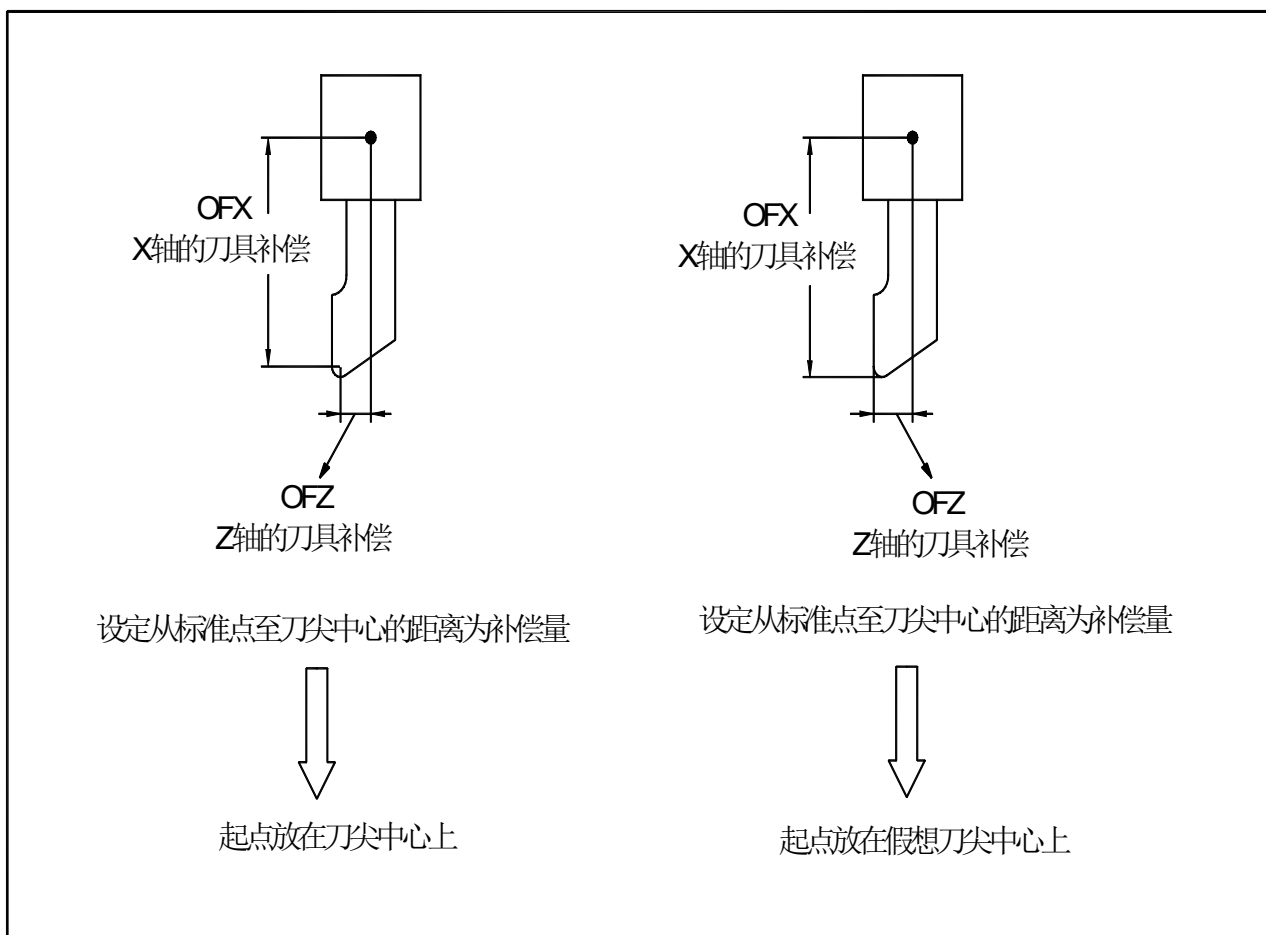 OFX
X轴的刀具补偿
OFZ
Z轴的刀具补偿
设定从标准点至刀尖中心的距离为补偿量
起点放在刀尖中心上
OFX
X轴的刀具补偿
OFZ
Z轴的刀具补偿
设定从标准点至刀尖中心的距离为补偿量
起点放在假想刀尖中心上